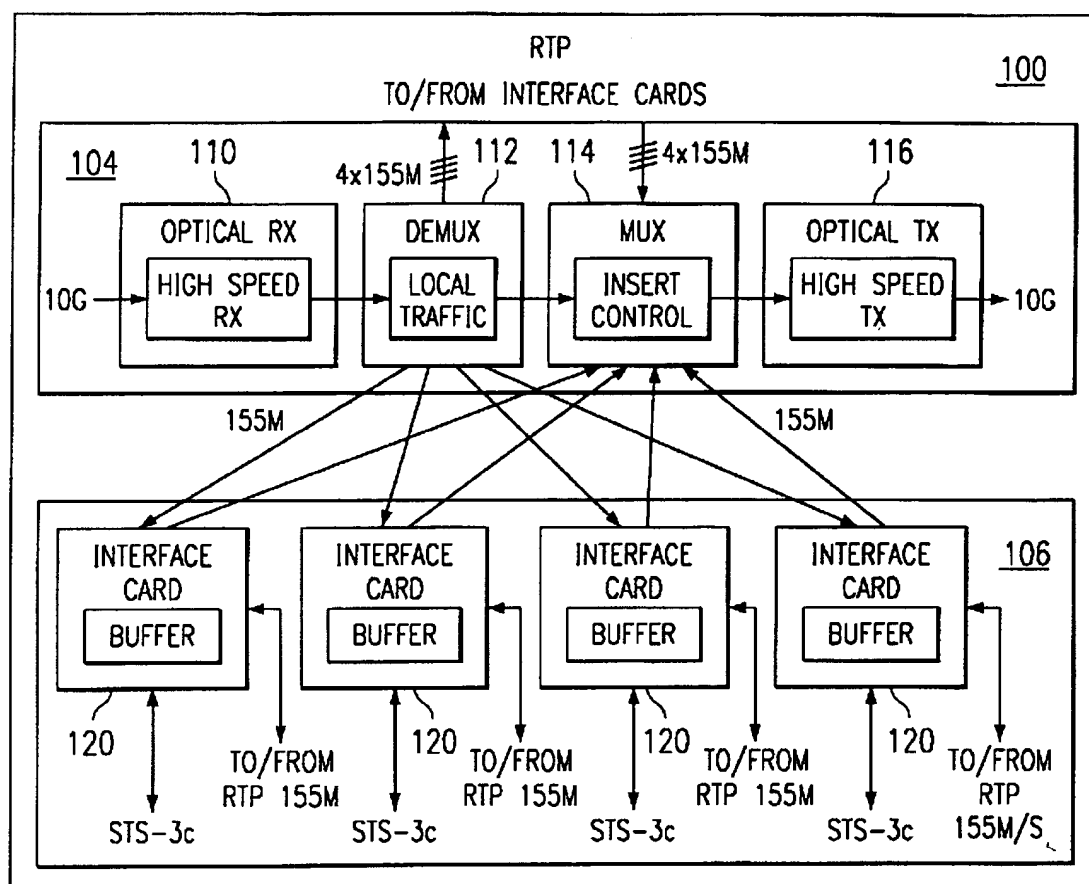 RTP
100
TO/FROM INTERFACE CARDS
104
110
4x155M
112
114
4x155M
116
OPTICAL RX
DEMUX
MUX
OPTICAL TX
10G
HIGH SPEED
RX
LOCAL
TRAFFIC
INSERT
CONTROL
HIGH SPEED
TX
10G
155M
155M
106
INTERFACE
CARD
BUFFER
INTERFACE
CARD
BUFFER
INTERFACE
CARD
BUFFER
INTERFACE
CARD
BUFFER
120
120
120
120
TO/FROM
RTP 155M
TO/FROM
RTP 155M
TO/FROM
RTP 155M
TO/FROM
RTP
155M/S
STS-3c
STS-3c
STS-3c
STS-3c